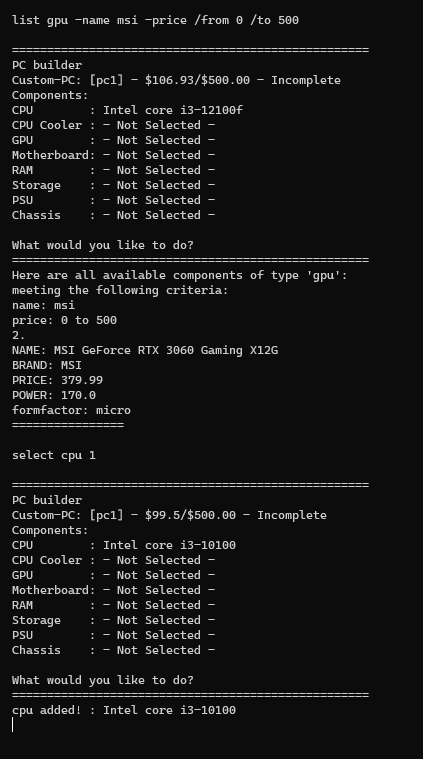 list gpu -name msi -price /from 0 /to 500
===================================================
PC builder
Custom-PC: [pc1] - $106.93/$500.00 - Incomplete
Components:
CPU        : Intel core i3-12100f
CPU Cooler : - Not Selected -
GPU        : - Not Selected -
Motherboard: - Not Selected -
RAM        : - Not Selected -
Storage    : - Not Selected -
PSU        : - Not Selected -
Chassis    : - Not Selected -
What would you like to do?
===================================================
Here are all available components of type 'gpu':
meeting the following criteria:
name: msi
price: 0 to 500
2.
NAME: MSI GeForce RTX 3060 Gaming X12G
BRAND: MSI
PRICE: 379.99
POWER: 170.0
formfactor: micro
================
select cpu 1
===================================================
PC builder
Custom-PC: [pc1] - $99.5/$500.00 - Incomplete
Components:
CPU        : Intel core i3-10100
CPU Cooler : - Not Selected -
GPU        : - Not Selected -
Motherboard: - Not Selected -
RAM        : - Not Selected -
Storage    : - Not Selected -
PSU        : - Not Selected -
Chassis    : - Not Selected -
What would you like to do?
===================================================
cpu added! : Intel core i3-10100